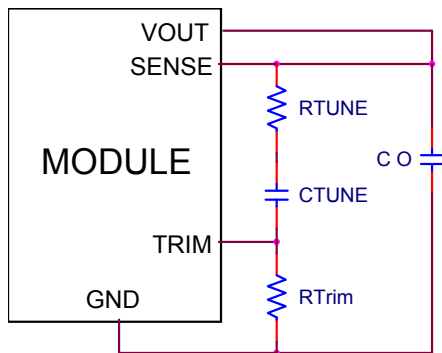 VOUT
SENSE
RTUNE
MODULE
C O
CTUNE
TRIM
GND
RTrim